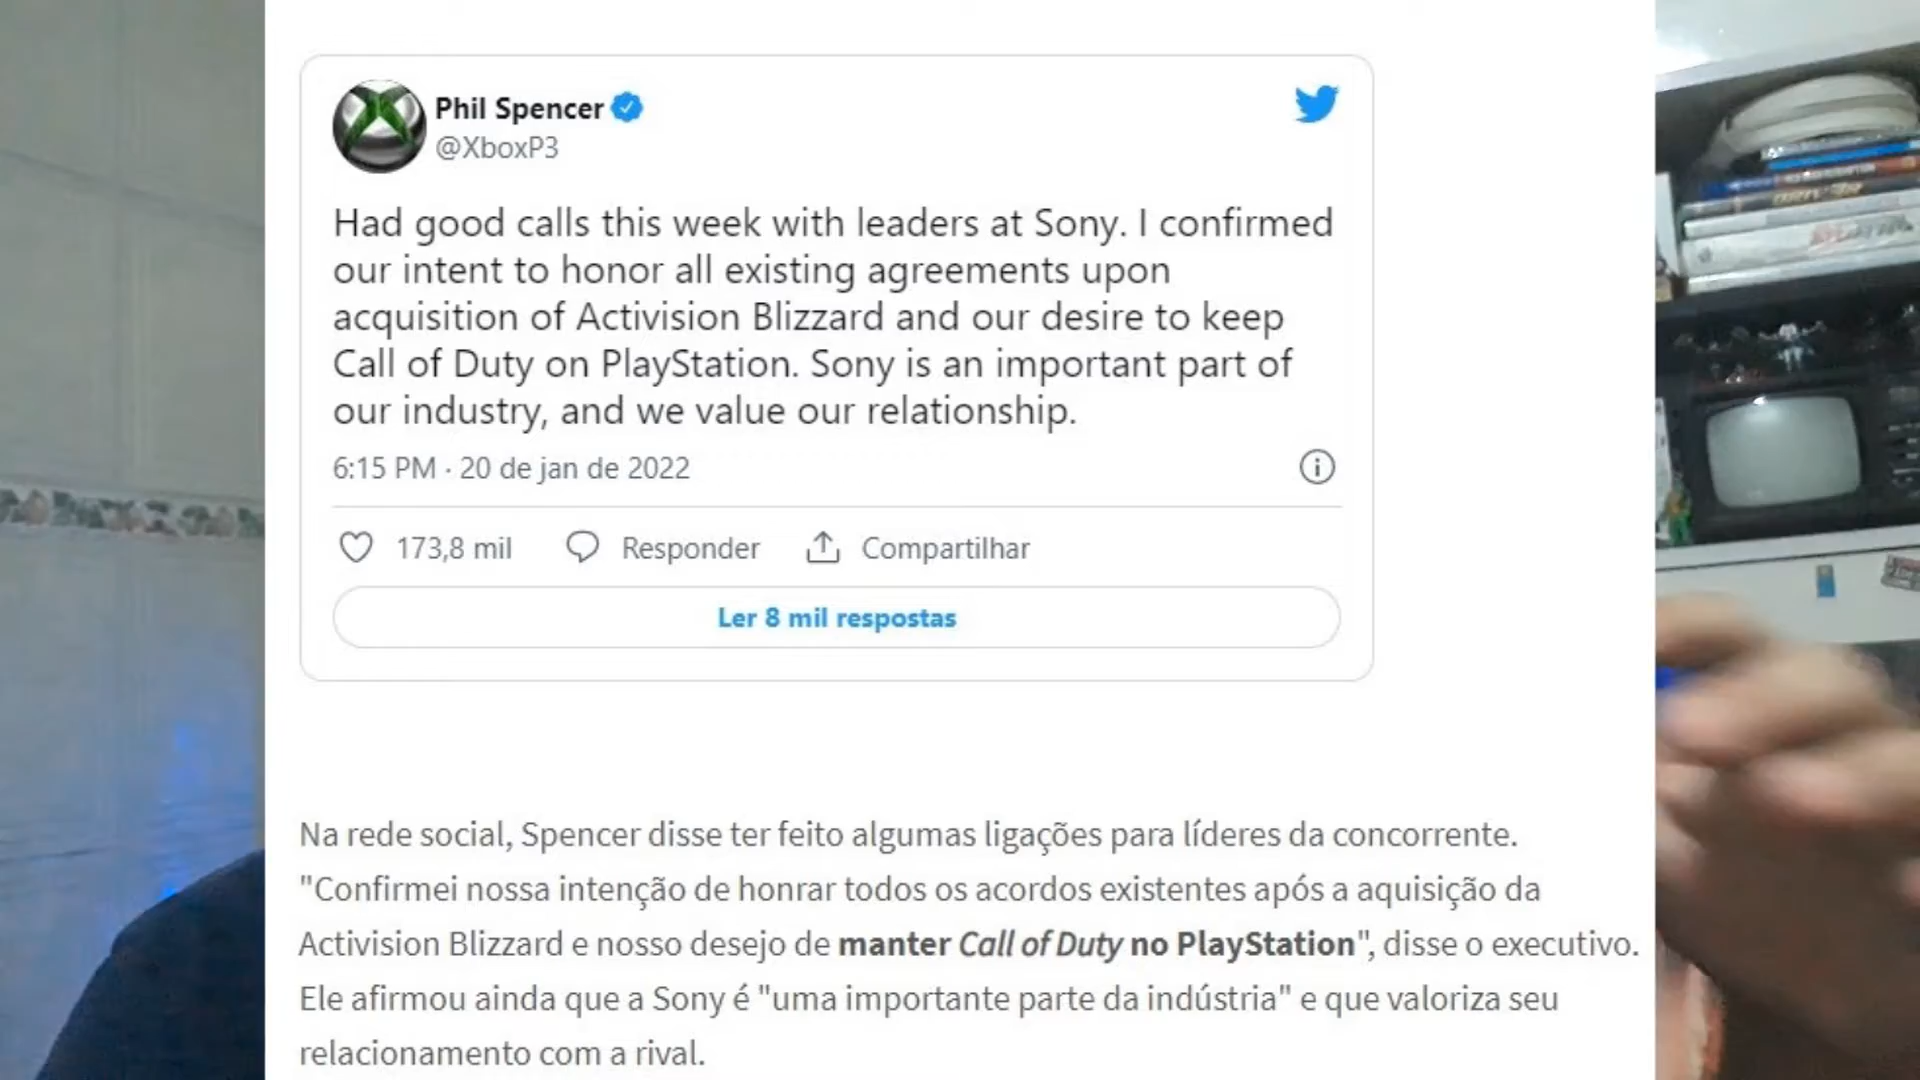 Phil Spencer
@XboxP3
Had good calls this week with leaders at Sony. I confirmed
our intent to honor all existing agreements upon
acquisition of Activision Blizzard and our desire to keep
Call of Duty on PlayStation. Sony is an important part of
our industry, and we value our relationship.
6:15 PM · 20 de jan de 2022
173,8 mil Responder Compartilhar
Ler 8 mil respostas
Na rede social, Spencer disse ter feito algumas ligações para líderes da concorrente.
"Confirmei nossa intenção de honrar todos os acordos existentes após a aquisição da
Activision Blizzard e nosso desejo de manter Call of Duty no PlayStation", disse o executivo.
Ele afirmou ainda que a Sony é "uma importante parte da indústria" e que valoriza seu
relacionamento com a rival.